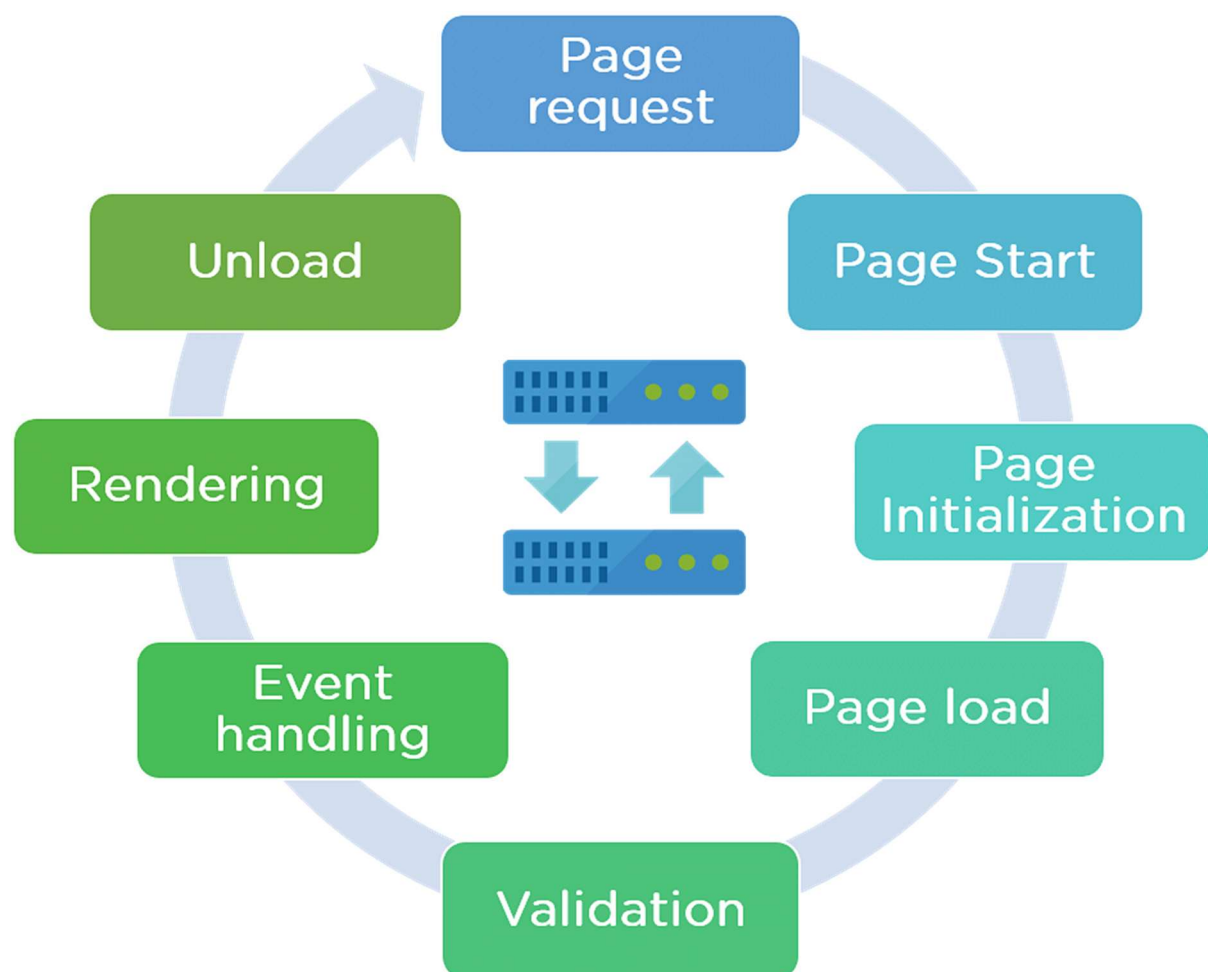 Page
request
Page Start
Page
Initialization
Page load
Validation
Event
handling
Rendering
Unload